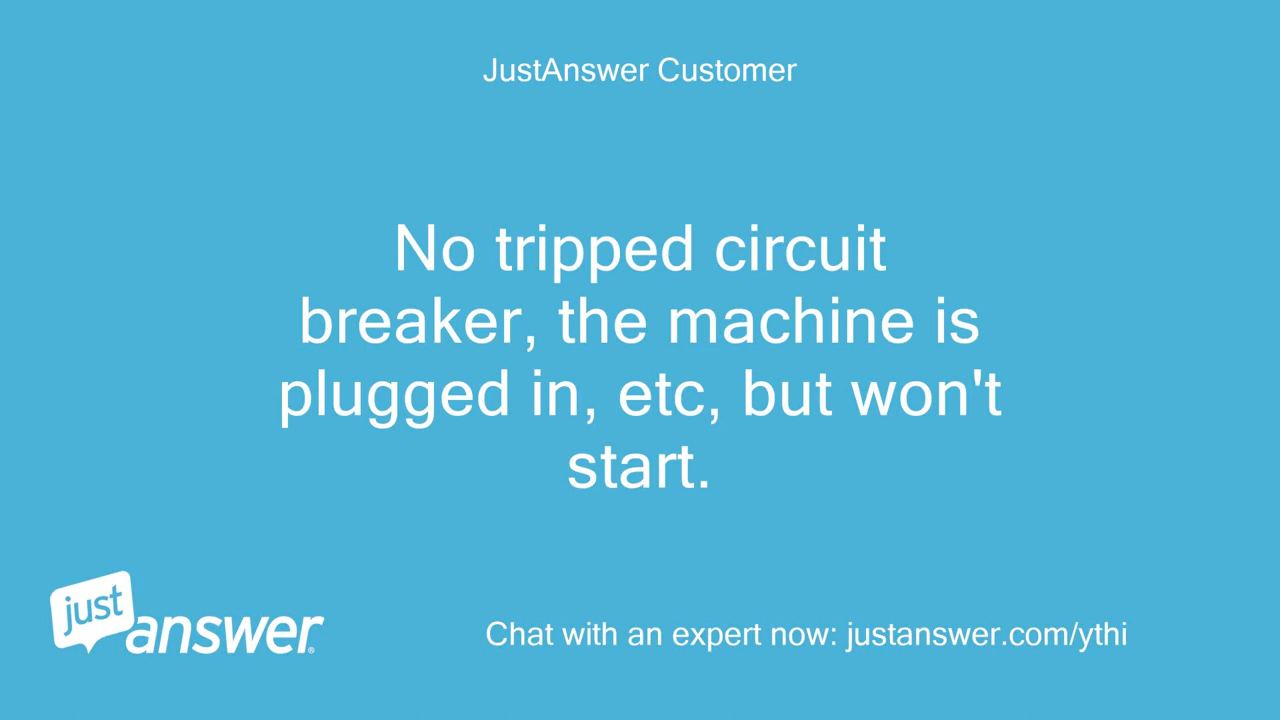 JustAnswer Customer
No tripped circuit
breaker, the machine is
plugged in, etc, but won't
start.
just
answer®
Chat with an expert now: justanswer.com/ythi